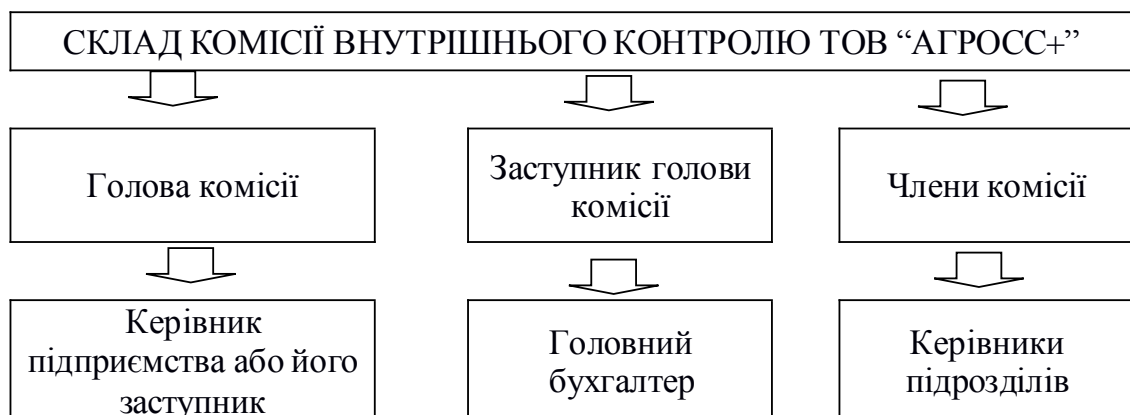 СКЛАД КОМІСІЇ ВНУТРІШНЬОГО КОНТРОЛЮ ТОВ “АГРОСС+”
Голова комісії
Заступник голови
комісії
Члени комісії
Керівник
підприємства або його
заступник
Головний
бухгалтер
Керівники
підрозділів